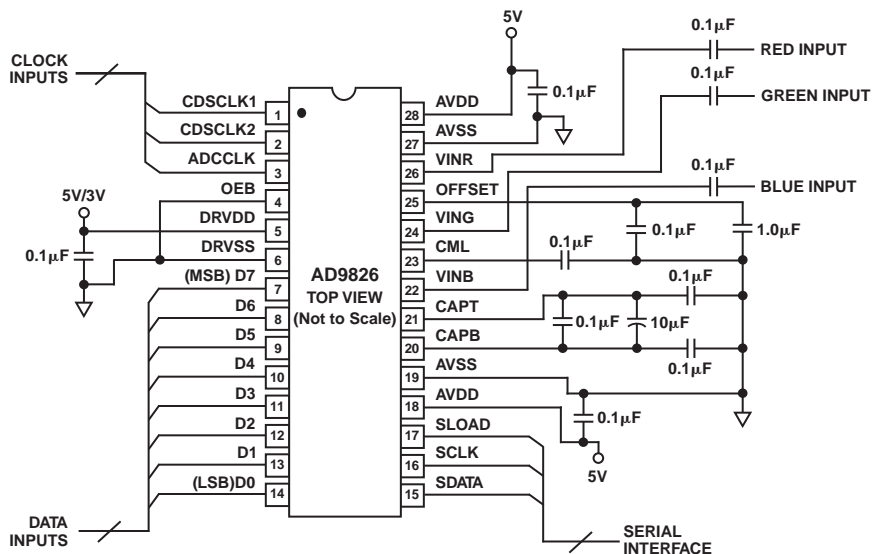 5V
0.1µF
RED INPUT
0.1µF
GREEN INPUT
0.1µF
BLUE INPUT
CLOCK
INPUTS
CDSCLK1
CDSCLK2
ADCCLK
OEB
5V/3V
DRVDD
DRVSS
0.1µF
(MSB) D7
D6
D5
D4
D3
D2
D1
(LSB)D0
DATA
INPUTS
1
2
3
4
5
6
7
8
9
10
11
12
13
14
AD9826
TOP VIEW
(Not to Scale)
28
27
26
25
24
23
22
21
20
19
18
17
16
15
AVDD
AVSS
VINR
OFFSET
VING
CML
VINB
CAPT
CAPB
AVSS
AVDD
SLOAD
SCLK
SDATA
0.1µF
0.1µF
0.1µF
1.0µF
0.1µF
0.1µF
10µF
0.1µF
0.1µF
5V
SERIAL
INTERFACE